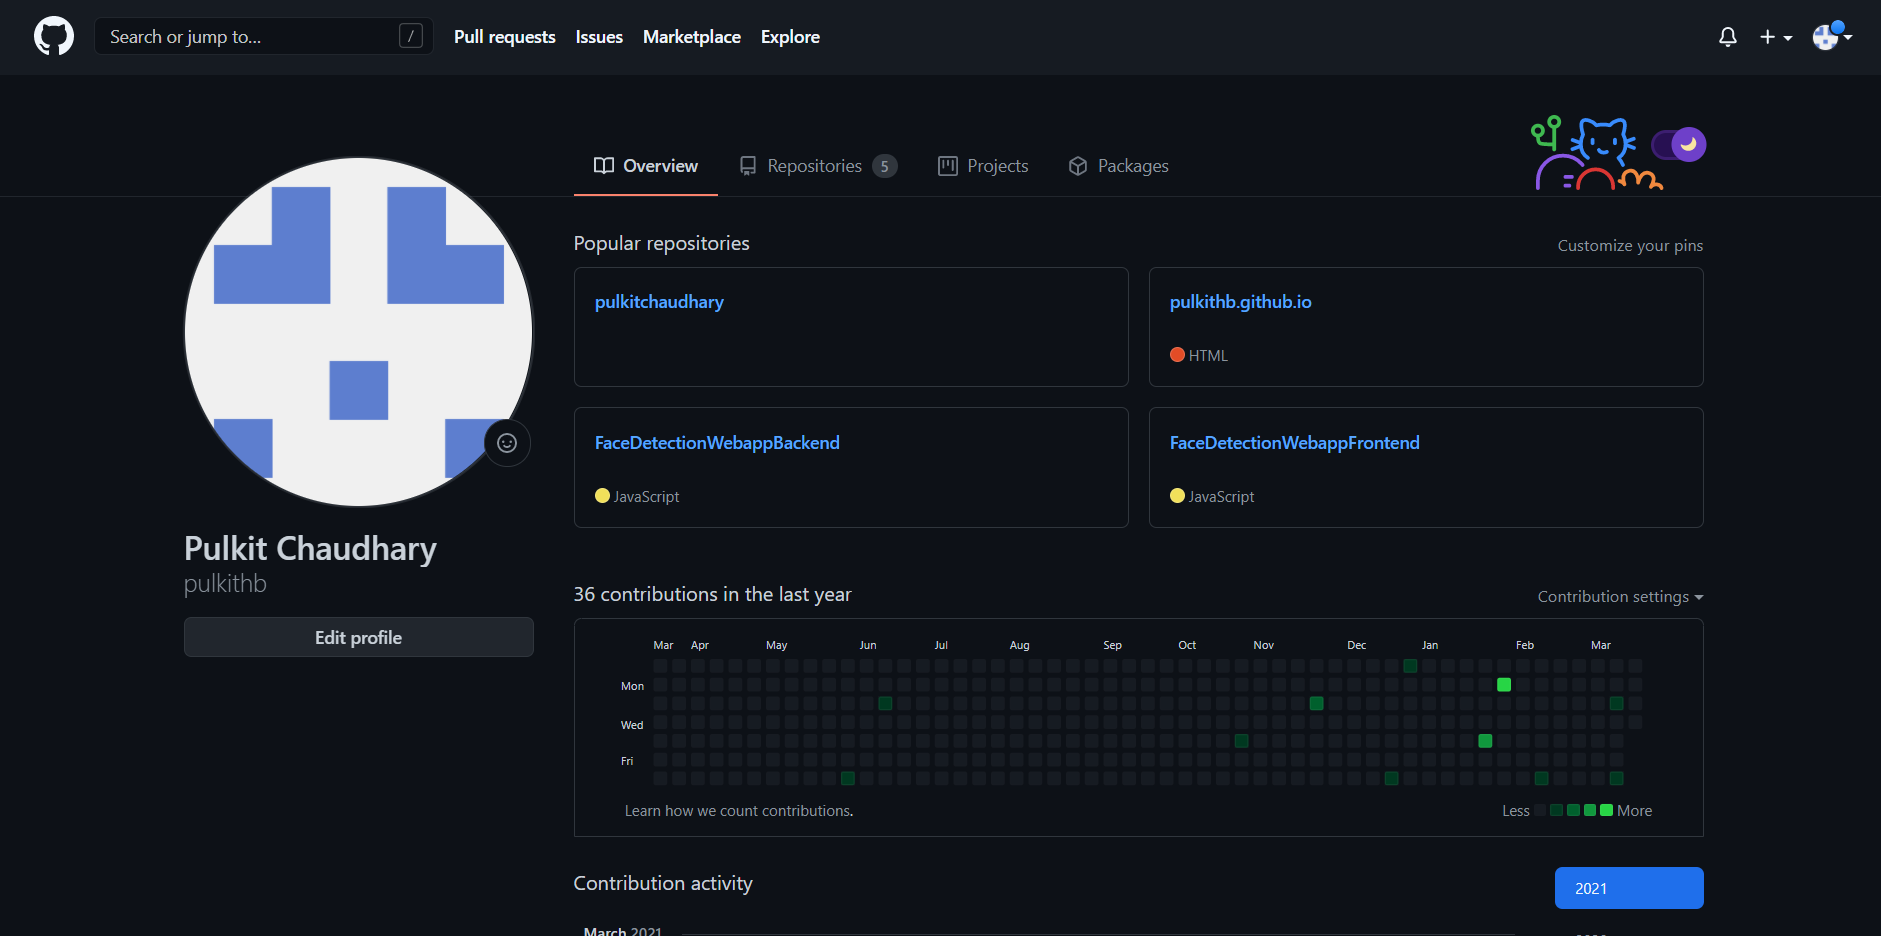 Search or jump to... / Pull requests Issues Marketplace Explore
Overview Repositories 5 Projects Packages
Popular repositories Customize your pins
pulkitchaudhary pulkithb.github.io
HTML
FaceDetectionWebappBackend FaceDetectionWebappFrontend
JavaScript JavaScript
Pulkit Chaudhary
pulkithb
Edit profile
36 contributions in the last year Contribution settings
Mar Apr May Jun Jul Aug Sep Oct Nov Dec Jan Feb Mar
Mon
Wed
Fri
Learn how we count contributions. Less More
Contribution activity 2021
March 2021